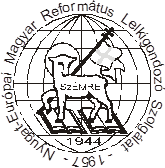 Nyugat-Európai Magyar Református Lelkigondozó Szolgálat - 1957 -
SZEMRE
1944